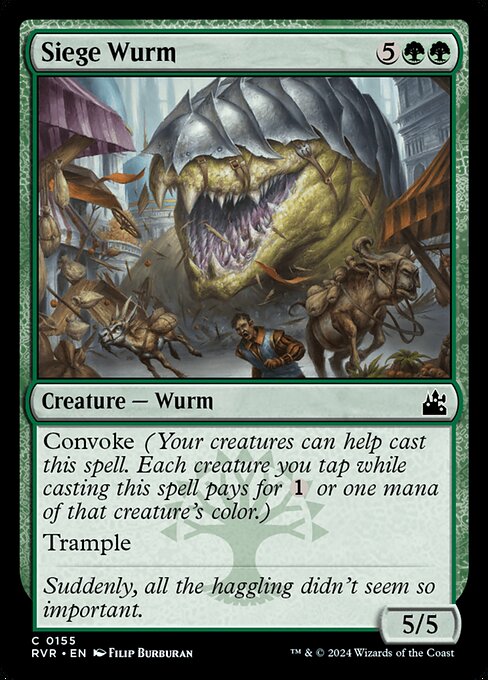 Siege Wurm 5
Creature — Wurm
Convoke (Your creatures can help cast
this spell. Each creature you tap while
casting this spell pays for 1 or one mana
of that creature's color.)
Trample
Suddenly, all the haggling didn't seem so
important.
5/5
C 0155
RVR • EN Filip Burburan
™ & © 2024 Wizards of the Coast